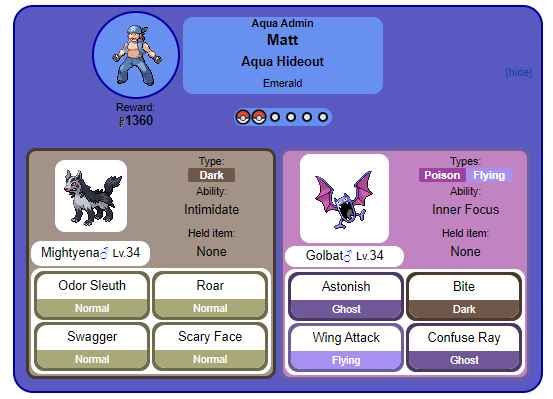 Aqua Admin
Matt
Aqua Hideout
Emerald
[hide]
Reward:
1360
Type:
Dark
Ability:
Intimidate
Held item:
None
Mightyena♂ Lv.34
Odor Sleuth
Normal
Roar
Normal
Swagger
Normal
Scary Face
Normal
Types:
Poison Flying
Ability:
Inner Focus
Held item:
None
Golbat♂ Lv.34
Astonish
Ghost
Bite
Dark
Wing Attack
Flying
Confuse Ray
Ghost